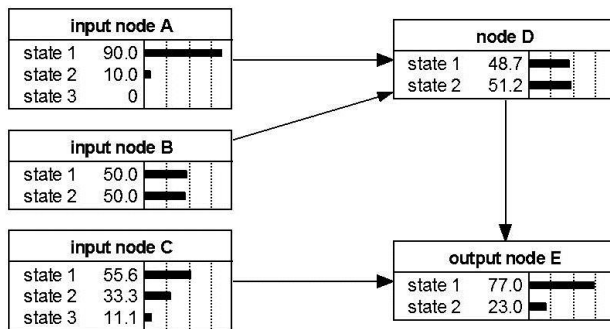 input node A
state 1 90.0
state 2 10.0
state 3 0
node D
state 1 48.7
state 2 51.2
input node B
state 1 50.0
state 2 50.0
input node C
state 1 55.6
state 2 33.3
state 3 11.1
output node E
state 1 77.0
state 2 23.0